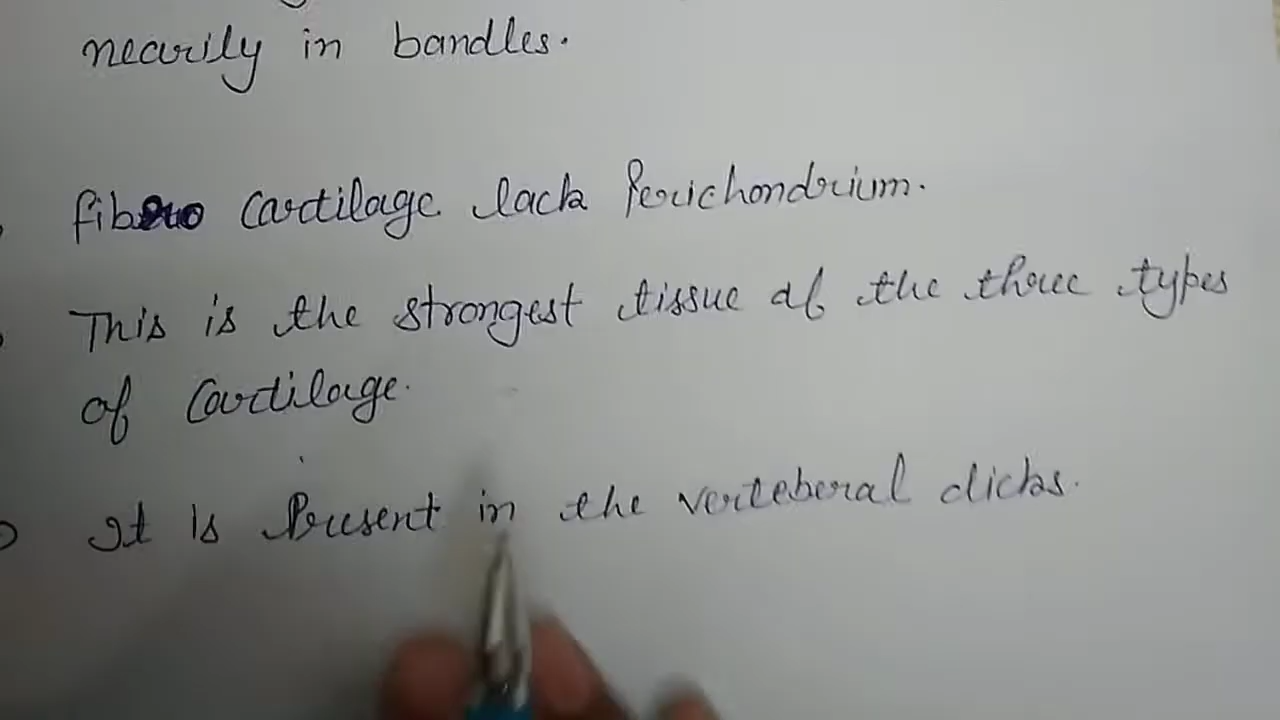 nearily in bandles.
fibro Cartilage lack Perichondrium.
This is the strongest tissue of the three types
of Cartilage.
It is Present in the verteberal dicks.